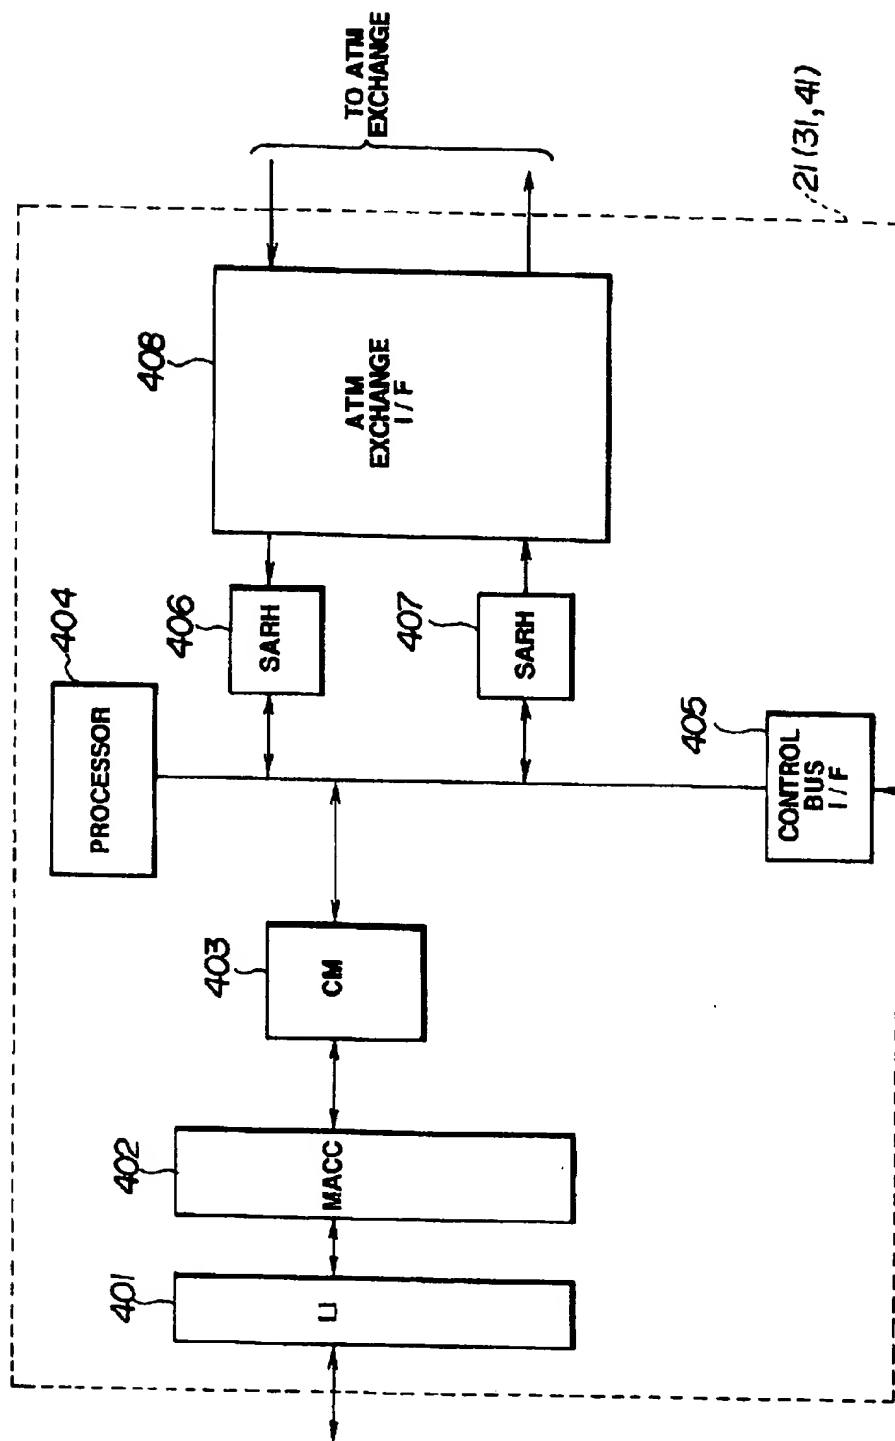 401
LI
402
MACC
403
CM
404
PROCESSOR
405
CONTROL
BUS
I/F
406
SARH
407
SARH
408
ATM
EXCHANGE
I/F
TO ATM
EXCHANGE
21(31,41)